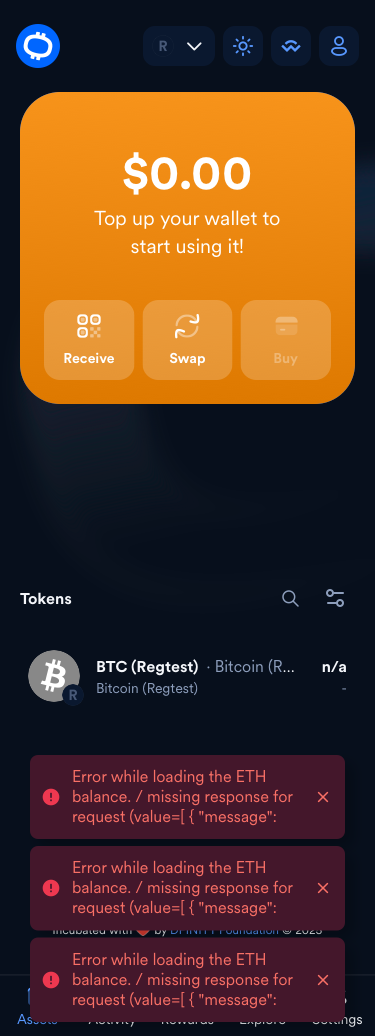 R
$0.00
Top up your wallet to
start using it!
Receive Swap Buy
Tokens
BTC (Regtest) · Bitcoin (R... n/a
Bitcoin (Regtest) -
R
Error while loading the ETH
balance. / missing response for
request (value=[ { "message":
Error while loading the ETH
balance. / missing response for
request (value=[ { "message":
Incubated with ❤️ by DFINITY Foundation © 2023
Error while loading the ETH
balance. / missing response for
request (value=[ { "message":
Assets Activity Rewards Explore Settings